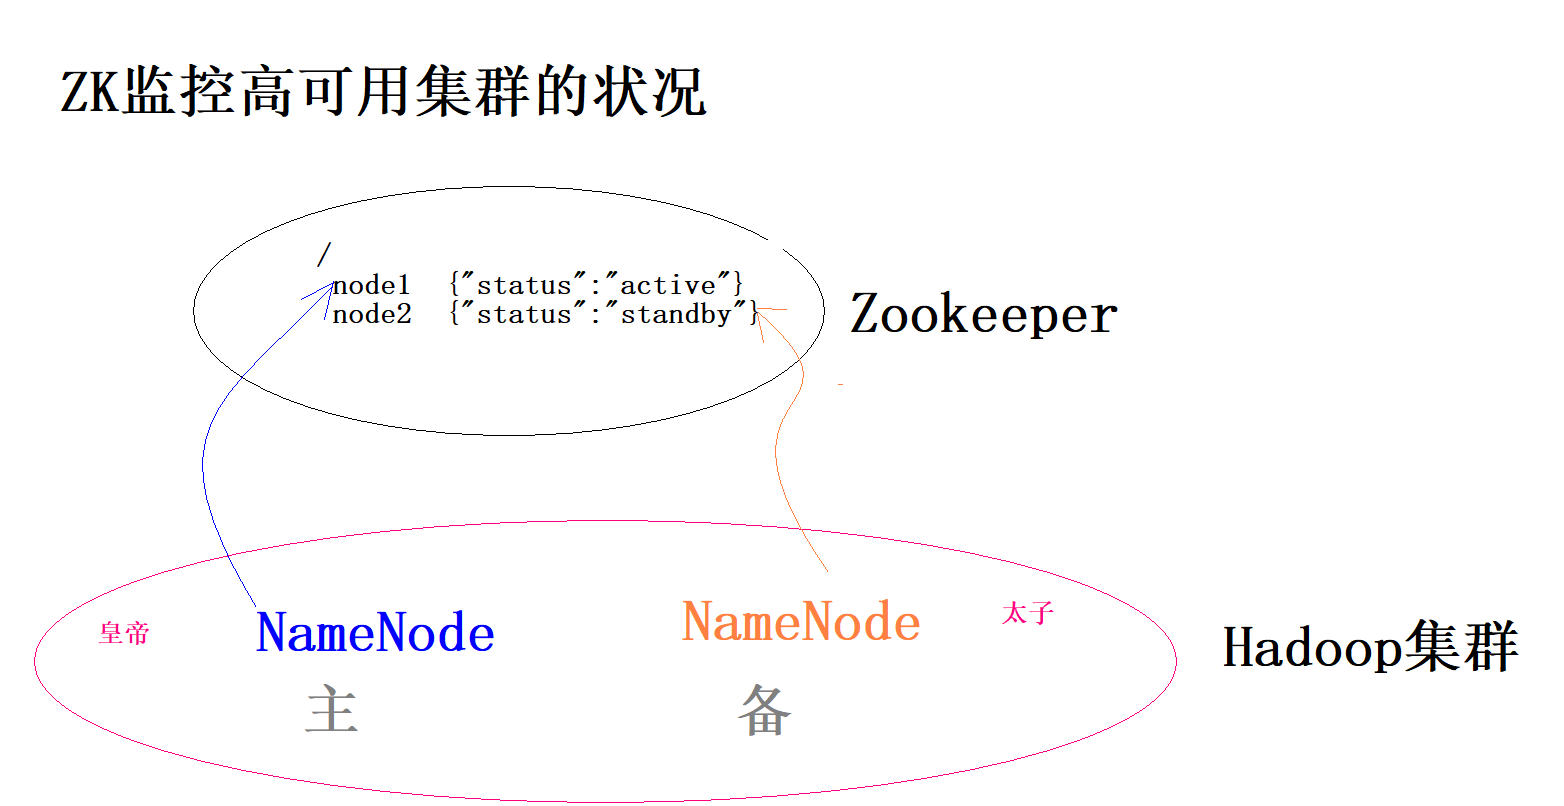 ZK监控高可用集群的状况
/
node1 {"status":"active"}
node2 {"status":"standby"}
Zookeeper
皇帝
NameNode
主
NameNode
备
太子
Hadoop集群